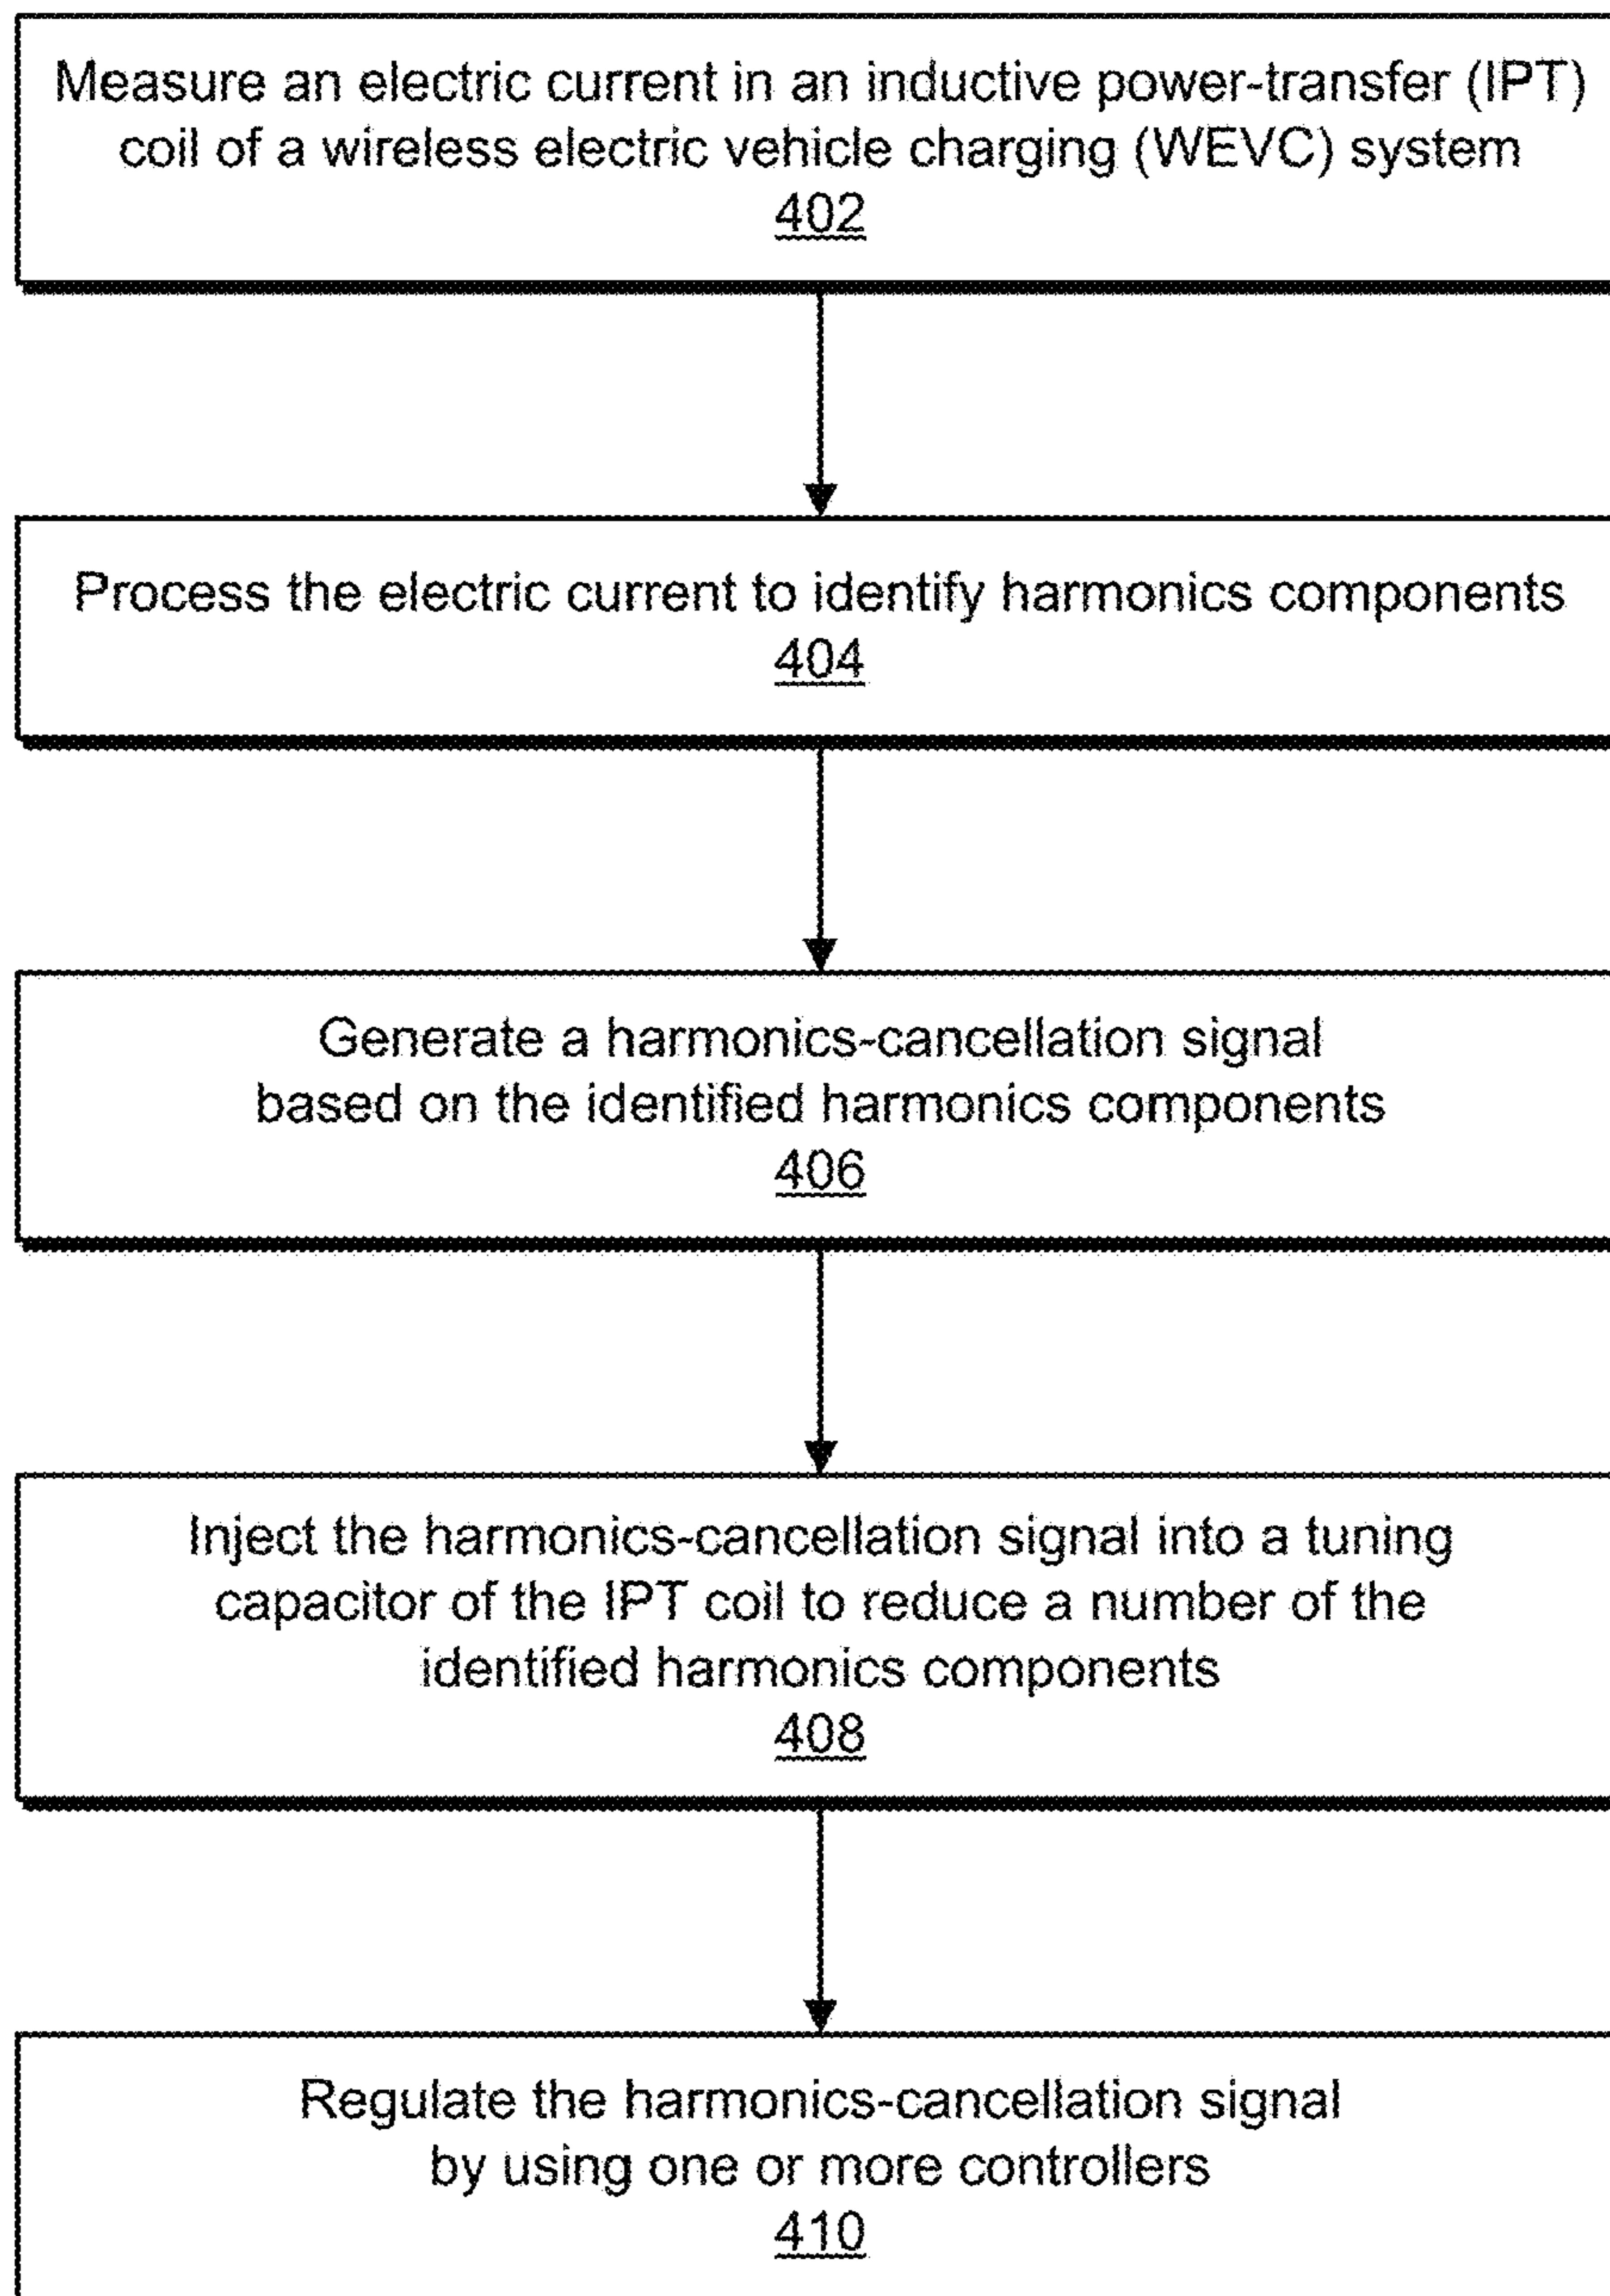 Measure an electric current in an inductive power-transfer (IPT)
coil of a wireless electric vehicle charging (WEVC) system
402
Process the electric current to identify harmonics components
404
Generate a harmonics-cancellation signal
based on the identified harmonics components
406
Inject the harmonics-cancellation signal into a tuning
capacitor of the IPT coil to reduce a number of the
identified harmonics components
408
Regulate the harmonics-cancellation signal
by using one or more controllers
410